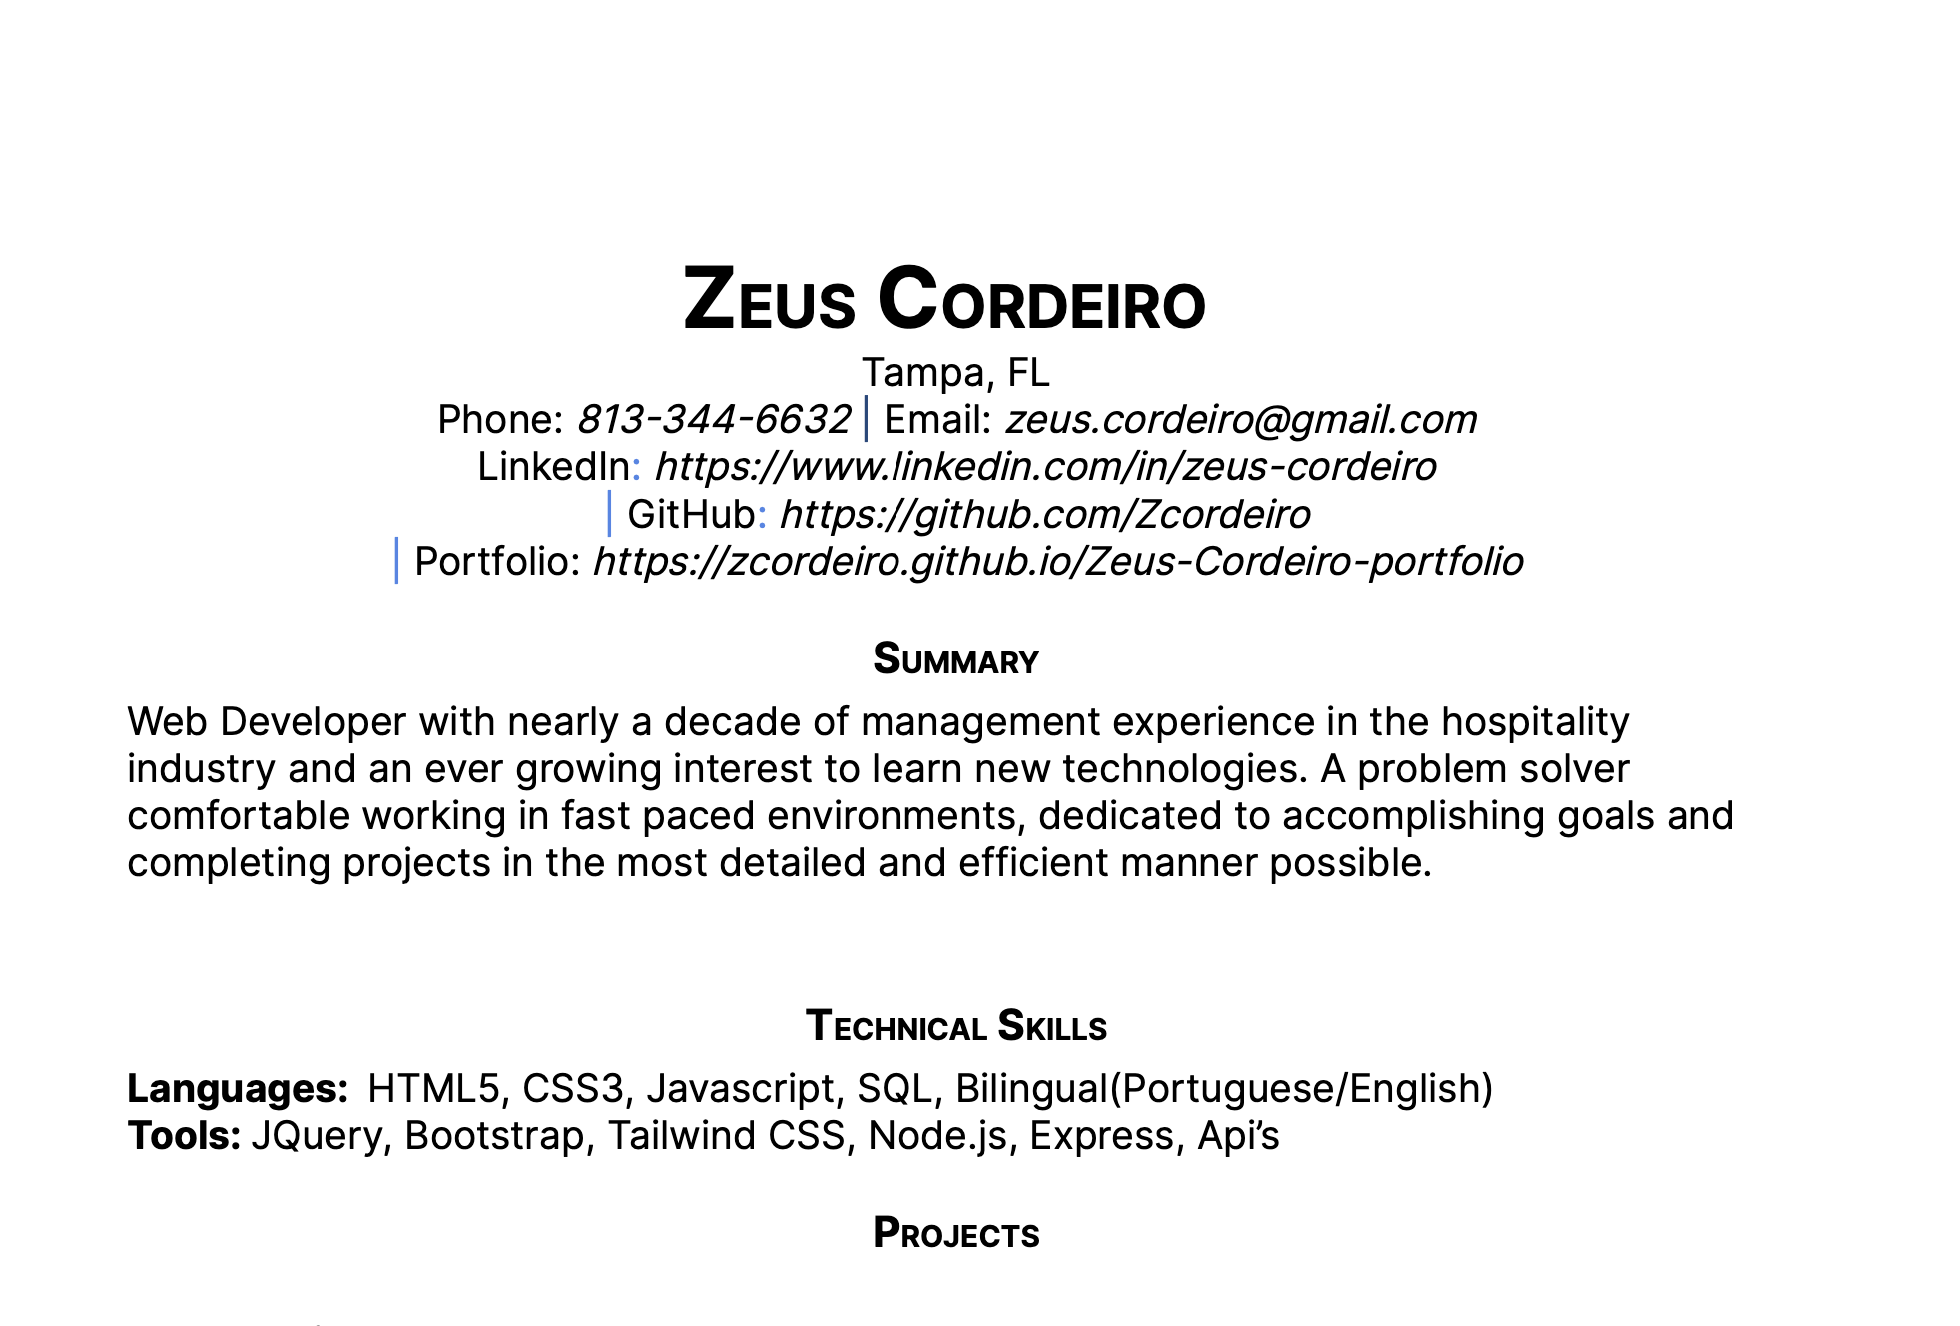 Zeus Cordeiro
Tampa, FL
Phone: 813-344-6632 | Email: zeus.cordeiro@gmail.com
LinkedIn: https://www.linkedin.com/in/zeus-cordeiro
| GitHub: https://github.com/Zcordeiro
| Portfolio: https://zcordeiro.github.io/Zeus-Cordeiro-portfolio
Summary
Web Developer with nearly a decade of management experience in the hospitality
industry and an ever growing interest to learn new technologies. A problem solver
comfortable working in fast paced environments, dedicated to accomplishing goals and
completing projects in the most detailed and efficient manner possible.
Technical Skills
Languages: HTML5, CSS3, Javascript, SQL, Bilingual(Portuguese/English)
Tools: JQuery, Bootstrap, Tailwind CSS, Node.js, Express, Api’s
Projects